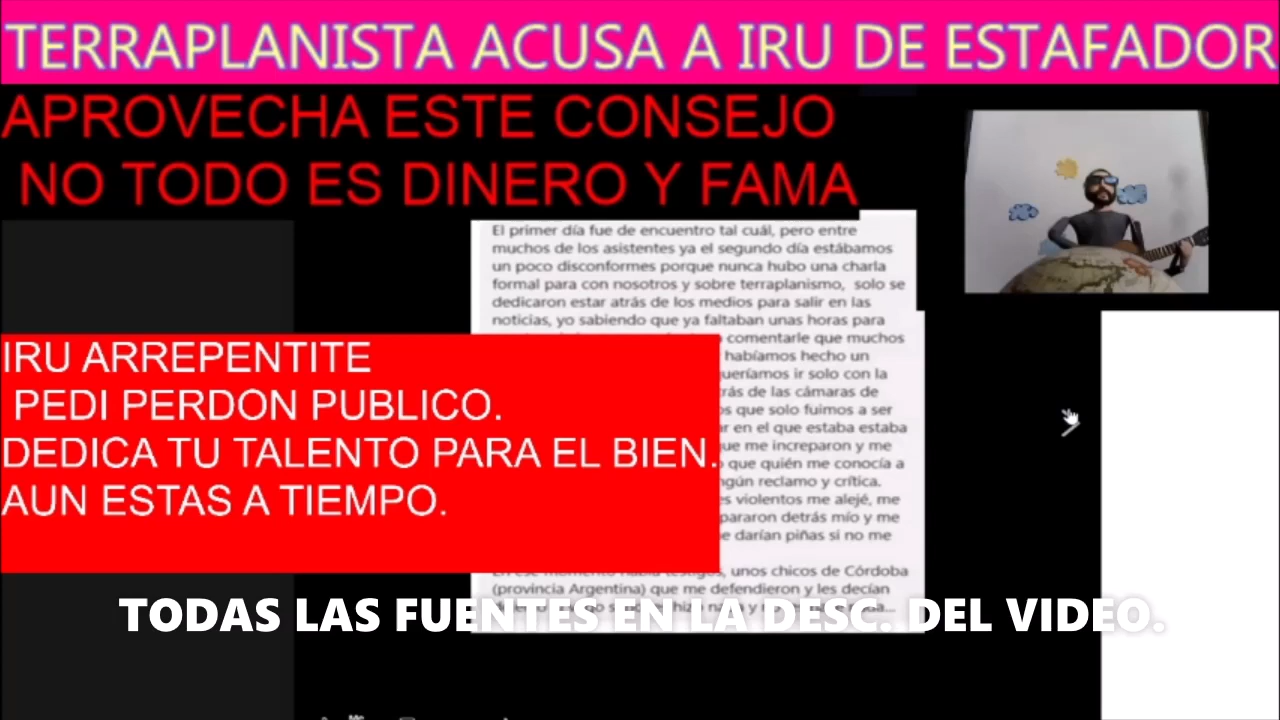 TERRAPLANISTA ACUSA A IRU DE ESTAFADOR
APROVECHA ESTE CONSEJO
NO TODO ES DINERO Y FAMA
El primer día fue de encuentro tal cuál, pero entre
muchos de los asistentes ya el segundo día estábamos
un poco disconformes porque nunca hubo una charla
formal para con nosotros y sobre terraplanismo, solo se
dedicaron estar atrás de los medios para salir en las
noticias, yo sabiendo que ya faltaban unas horas para
comentarle que muchos
habíamos hecho un
queríamos ir solo con la
rás de las cámaras de
os que solo fuimos a ser
ar en el que estaba estaba
ue me increparon y me
que quién me conocía a
ngún reclamo y crítica.
es violentos me alejé, me
pararon detrás mío y me
e darían piñas si no me
unos chicos de Córdoba
(provincia Argentina) que me defendieron y les decían
IRU ARREPENTITE
PEDI PERDON PUBLICO.
DEDICA TU TALENTO PARA EL BIEN.
AUN ESTAS A TIEMPO.
TODAS LAS FUENTES EN LA DESC. DEL VIDEO.